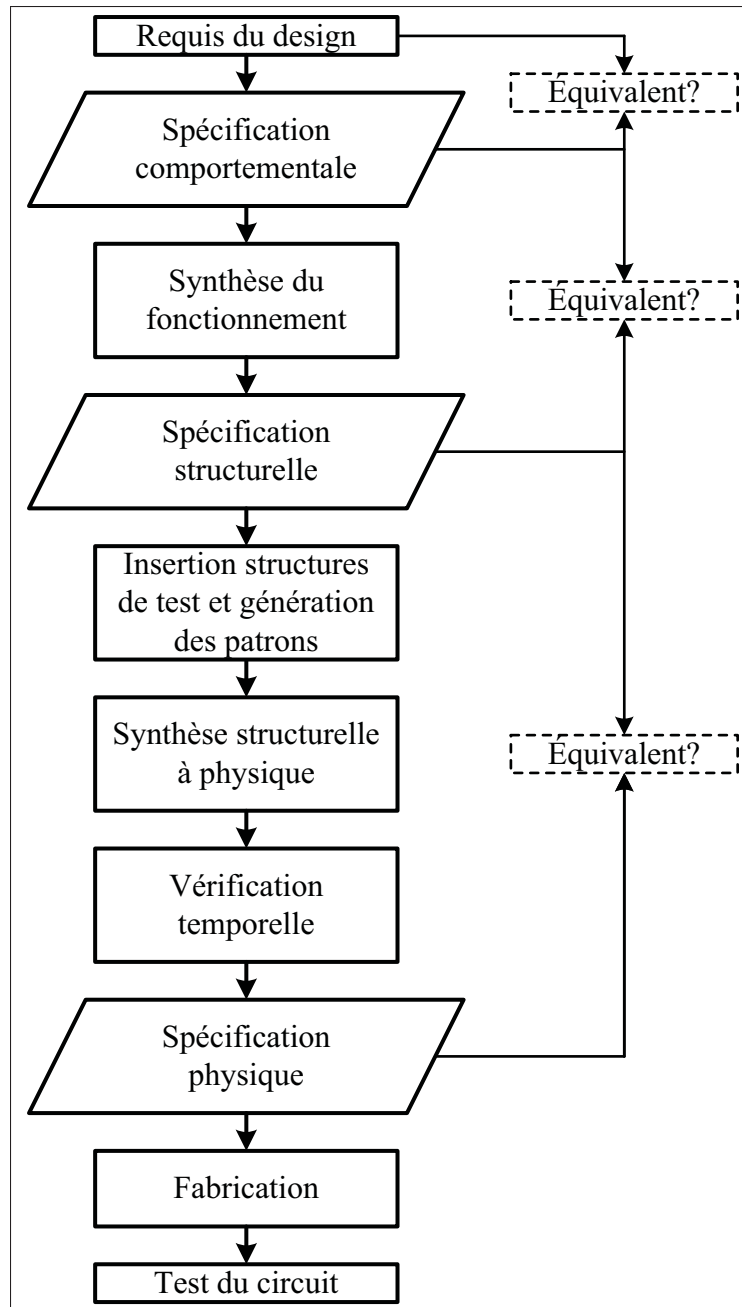 Requis du design
Équivalent?
Spécification
comportementale
Synthèse du
fonctionnement
Équivalent?
Spécification
structurelle
Insertion structures
de test et génération
des patrons
Synthèse structurelle
à physique
Équivalent?
Vérification
temporelle
Spécification
physique
Fabrication
Test du circuit